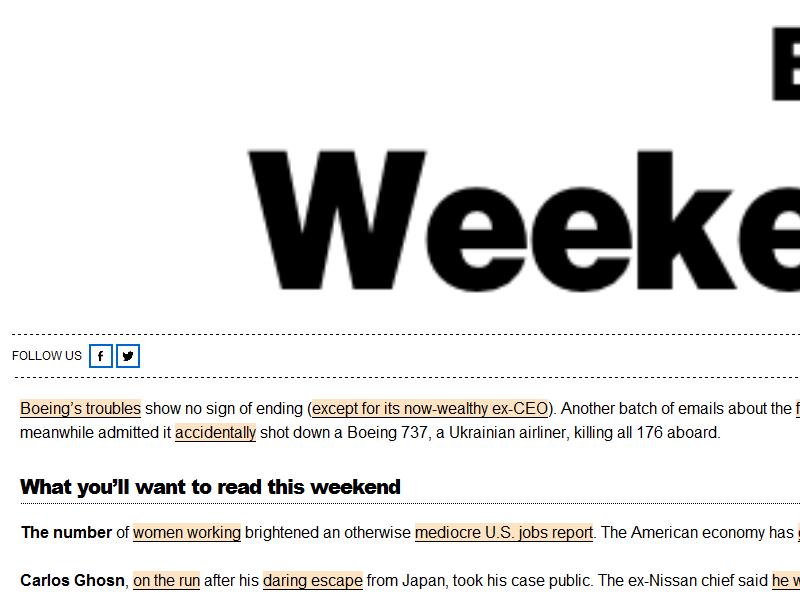 Weeke
FOLLOW US
Boeing’s troubles show no sign of ending (except for its now-wealthy ex-CEO). Another batch of emails about the
meanwhile admitted it accidentally shot down a Boeing 737, a Ukrainian airliner, killing all 176 aboard.
What you’ll want to read this weekend
The number of women working brightened an otherwise mediocre U.S. jobs report. The American economy has
Carlos Ghosn, on the run after his daring escape from Japan, took his case public. The ex-Nissan chief said he